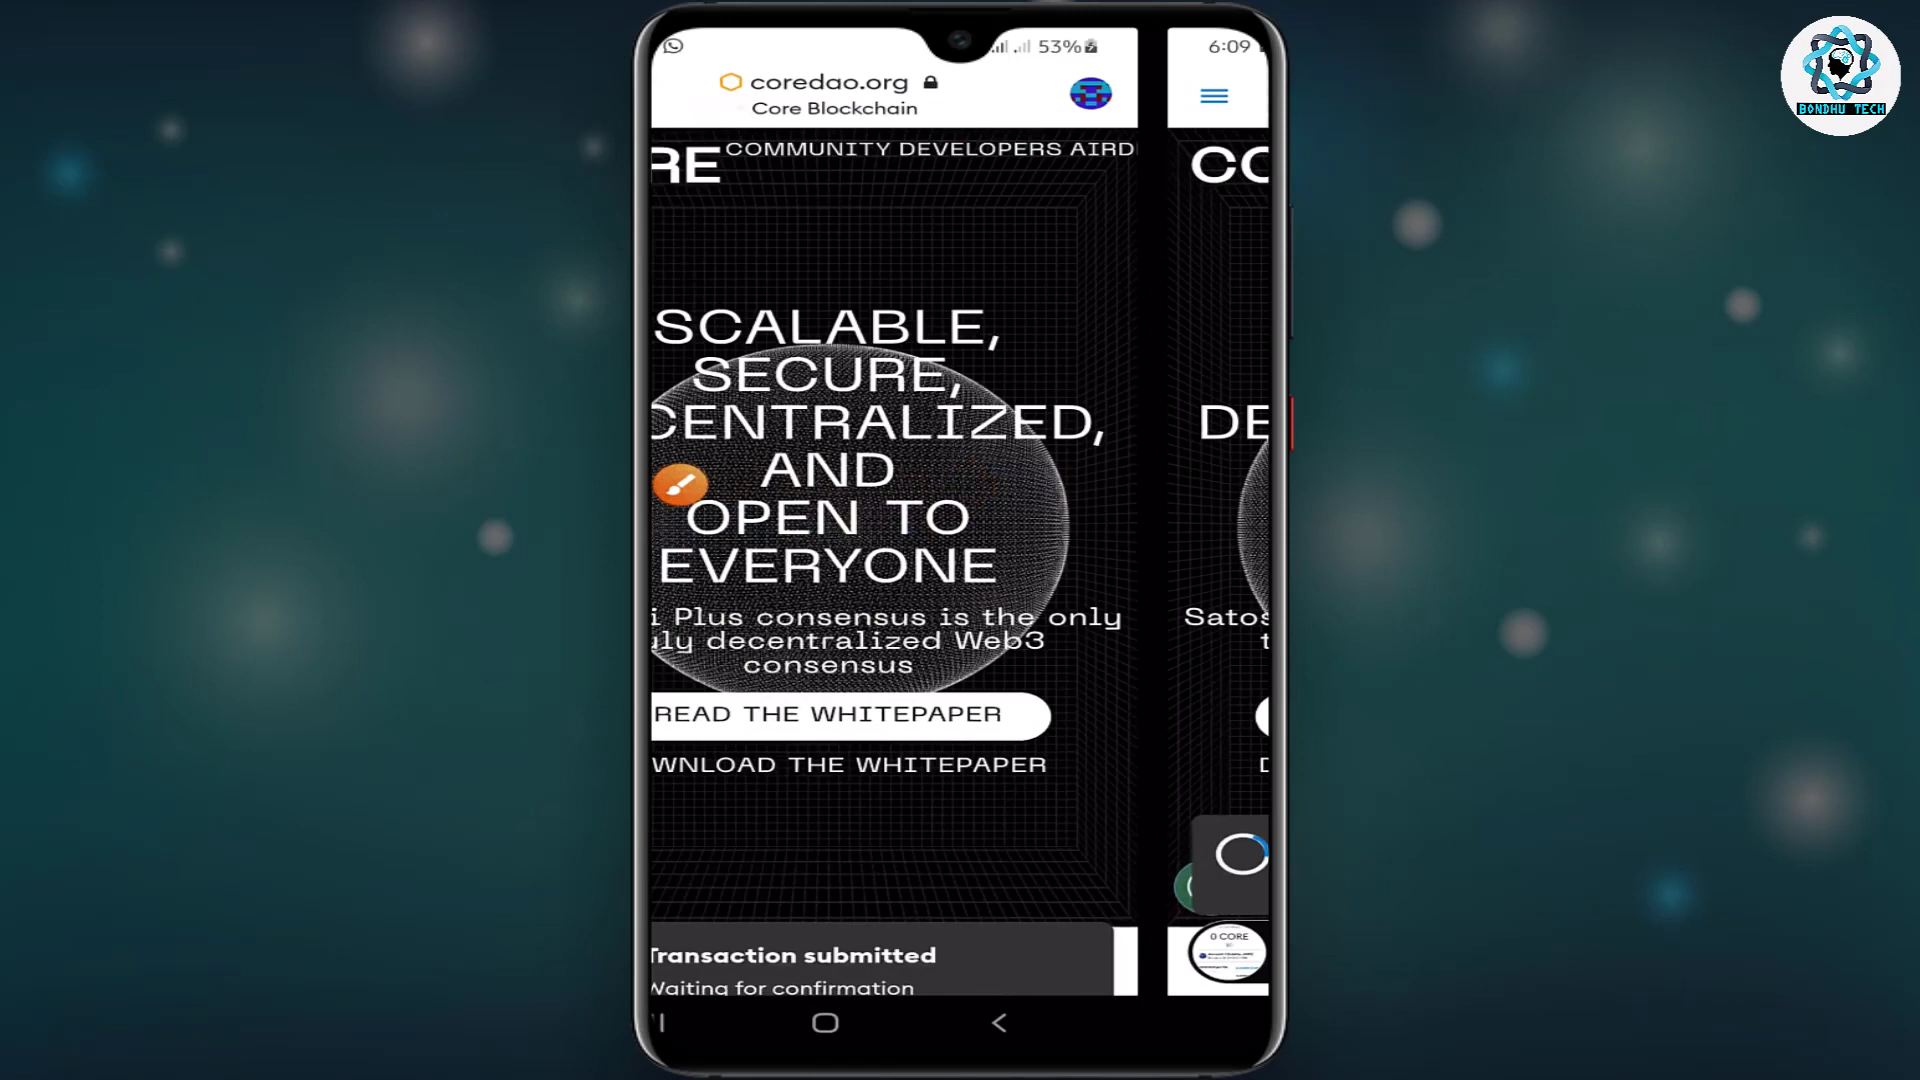 53%
6:09
coredao.org
Core Blockchain
BONDHU TECH
RE
COMMUNITY DEVELOPERS AIRD
CO
SCALABLE,
SECURE,
CENTRALIZED,
DE
AND
OPEN TO
EVERYONE
i Plus consensus is the only
Satos
ly decentralized Web3
t
consensus
READ THE WHITEPAPER
WNLOAD THE WHITEPAPER
D
0 CORE
Transaction submitted
Waiting for confirmation